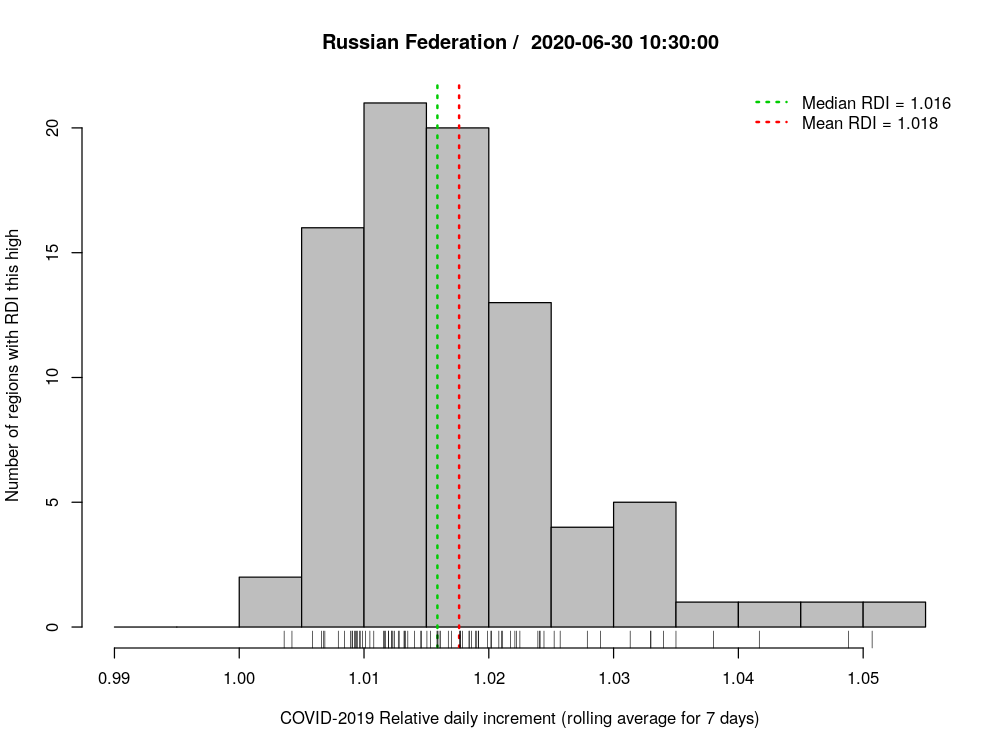 Russian Federation /  2020-06-30 10:30:00
Median RDI = 1.016
Mean RDI = 1.018
Number of regions with RDI this high
20
15
10
5
0
0.99 1.00 1.01 1.02 1.03 1.04 1.05
COVID-2019 Relative daily increment (rolling average for 7 days)